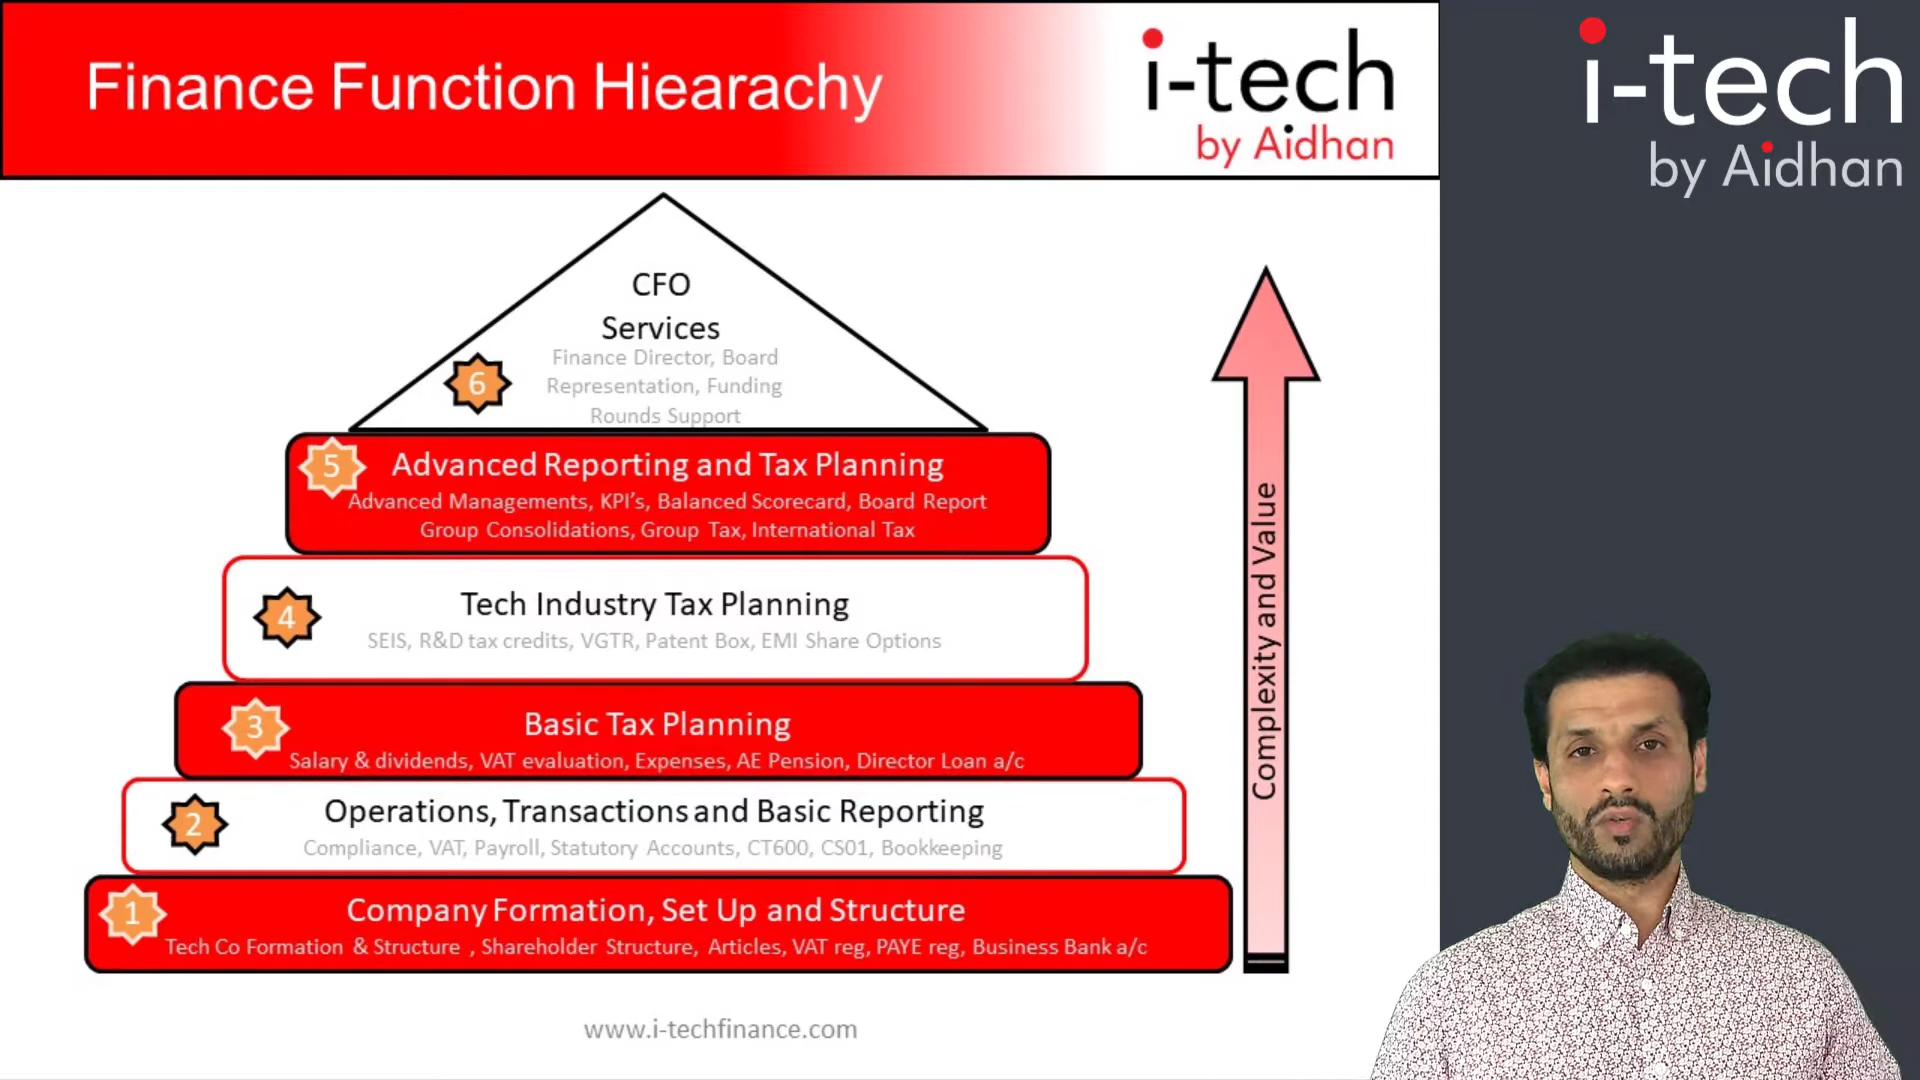 Finance Function Hiearachy
i-tech
by Aidhan
i-tech
by Aidhan
CFO
Services
Finance Director, Board
Representation, Funding
Rounds Support
6
5
Advanced Reporting and Tax Planning
Advanced Managements, KPI's, Balanced Scorecard, Board Report
Group Consolidations, Group Tax, International Tax
4
Tech Industry Tax Planning
SEIS, R&D tax credits, VGTR, Patent Box, EMI Share Options
3
Basic Tax Planning
Salary & dividends, VAT evaluation, Expenses, AE Pension, Director Loan a/c
2
Operations, Transactions and Basic Reporting
Compliance, VAT, Payroll, Statutory Accounts, CT600, CS01, Bookkeeping
1
Company Formation, Set Up and Structure
Tech Co Formation & Structure , Shareholder Structure, Articles, VAT reg, PAYE reg, Business Bank a/c
Complexity and Value
www.i-techfinance.com